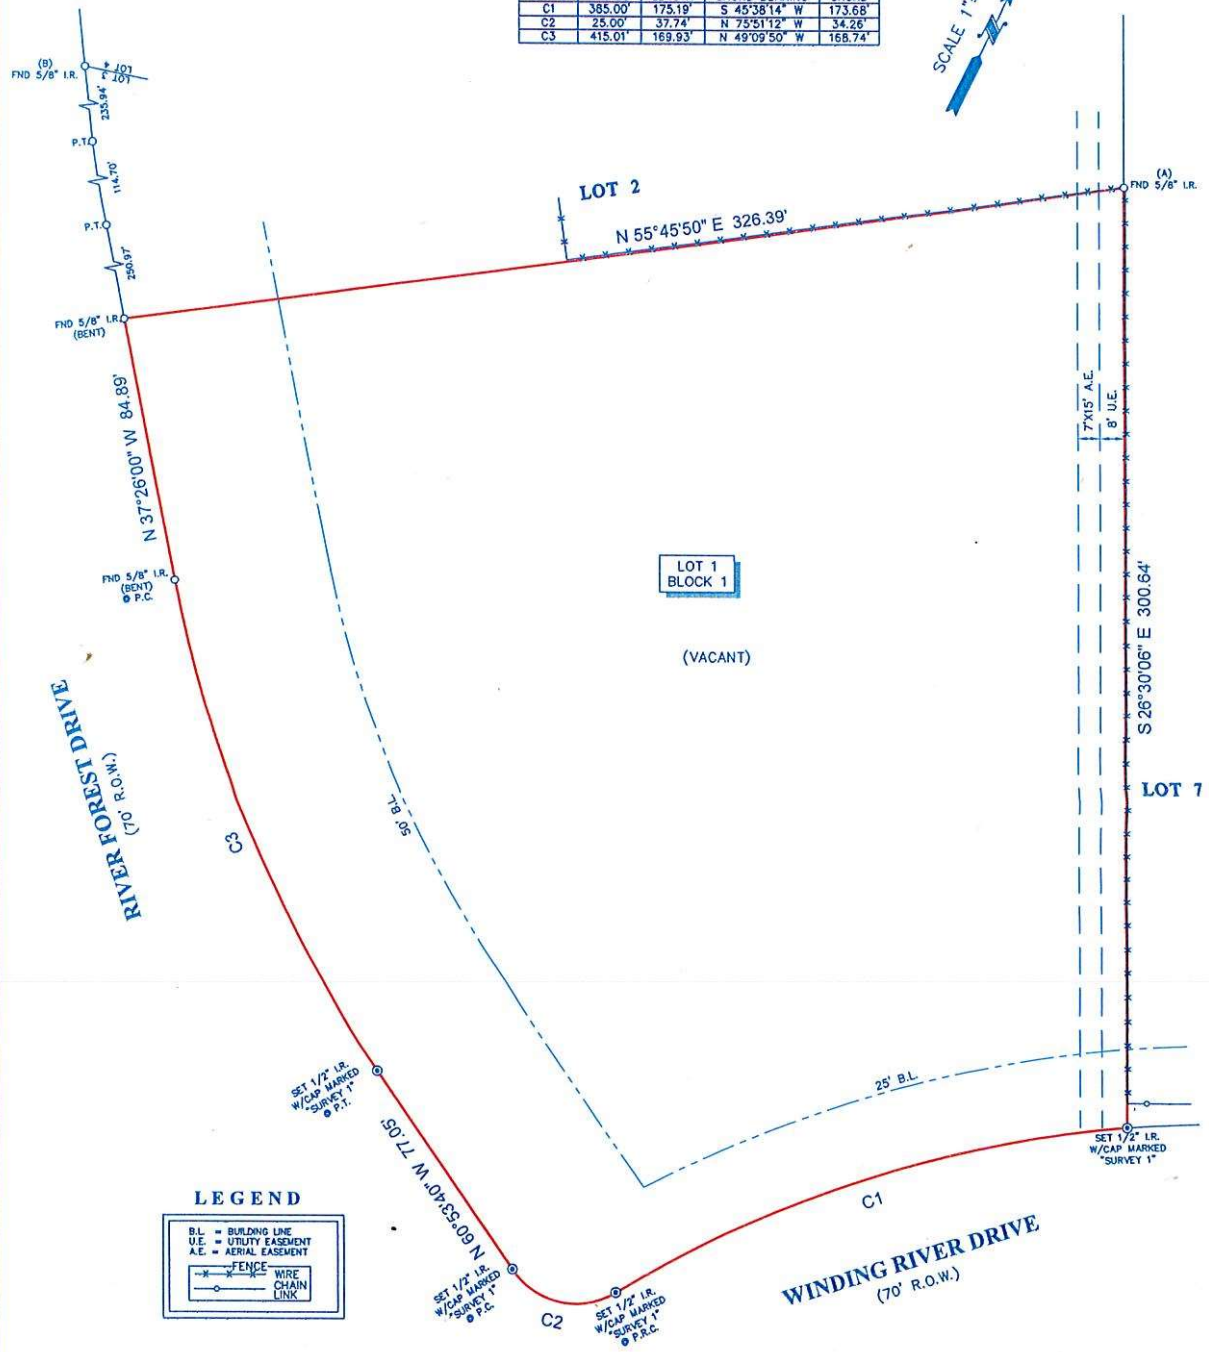 C1 385.00' 175.19' S 45°38'14" W 173.68'
C2 25.00' 37.74' N 75°51'12" W 34.26'
C3 415.01' 169.93' N 49°09'50" W 168.74'
SCALE 1"
(B)
FND 5/8" I.R.
LOT 4
LOT 3
235.94'
P.T.
114.70'
P.T.
250.97'
(A)
FND 5/8" I.R.
LOT 2
N 55°45'50" E 326.39'
FND 5/8" I.R.
(BENT)
N 37°26'00" W 84.89'
7'X15' A.E.
8' U.E.
FND 5/8" I.R.
(BENT)
@ P.C.
LOT 1
BLOCK 1
(VACANT)
S 26°30'06" E 300.64'
RIVER FOREST DRIVE
(70' R.O.W.)
LOT 7
C3
50' B.L.
SET 1/2" I.R.
W/CAP MARKED
"SURVEY 1"
@ P.T.
25' B.L.
N 60°53'40" W 77.05'
SET 1/2" I.R.
W/CAP MARKED
"SURVEY 1"
C1
WINDING RIVER DRIVE
(70' R.O.W.)
SET 1/2" I.R.
W/CAP MARKED
"SURVEY 1"
@ P.C.
C2
SET 1/2" I.R.
W/CAP MARKED
"SURVEY 1"
@ P.R.C.
LEGEND
B.L. = BUILDING LINE
U.E. = UTILITY EASEMENT
A.E. = AERIAL EASEMENT
FENCE
WIRE
CHAIN
LINK